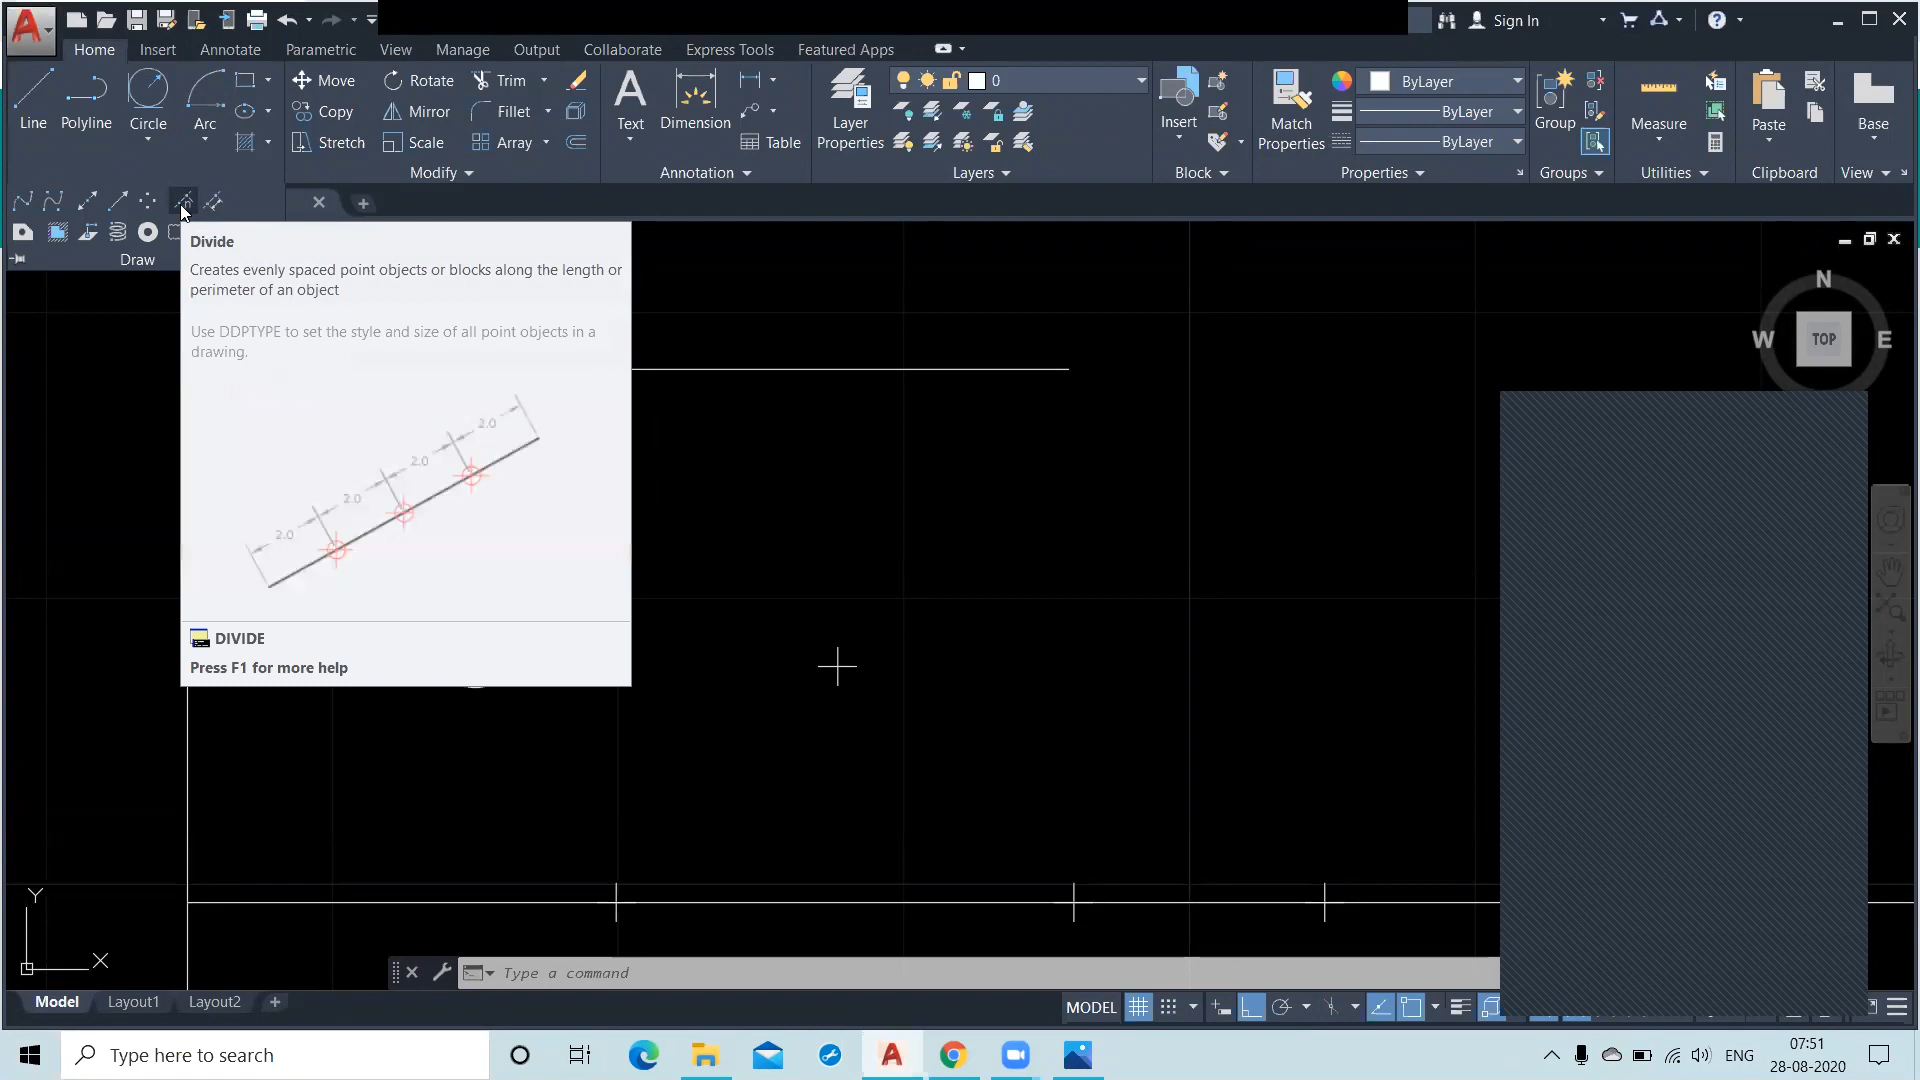 Sign In
Home Insert Annotate Parametric View Manage Output Collaborate Express Tools Featured Apps
Line Polyline Circle Arc
Move Rotate Trim
Copy Mirror Fillet
Stretch Scale Array
Modify
Text Dimension Table
Annotation
Layer Properties
0
Layers
Insert
Block
Match Properties
ByLayer
ByLayer
ByLayer
Properties
Group
Groups
Measure
Utilities
Paste
Clipboard
Base
View
Draw
Divide
Creates evenly spaced point objects or blocks along the length or
perimeter of an object
Use DDPTYPE to set the style and size of all point objects in a
drawing.
2.0
2.0
2.0
2.0
DIVIDE
Press F1 for more help
N
W TOP E
Y
X
Type a command
Model Layout1 Layout2
MODEL
Type here to search
ENG
07:51
28-08-2020